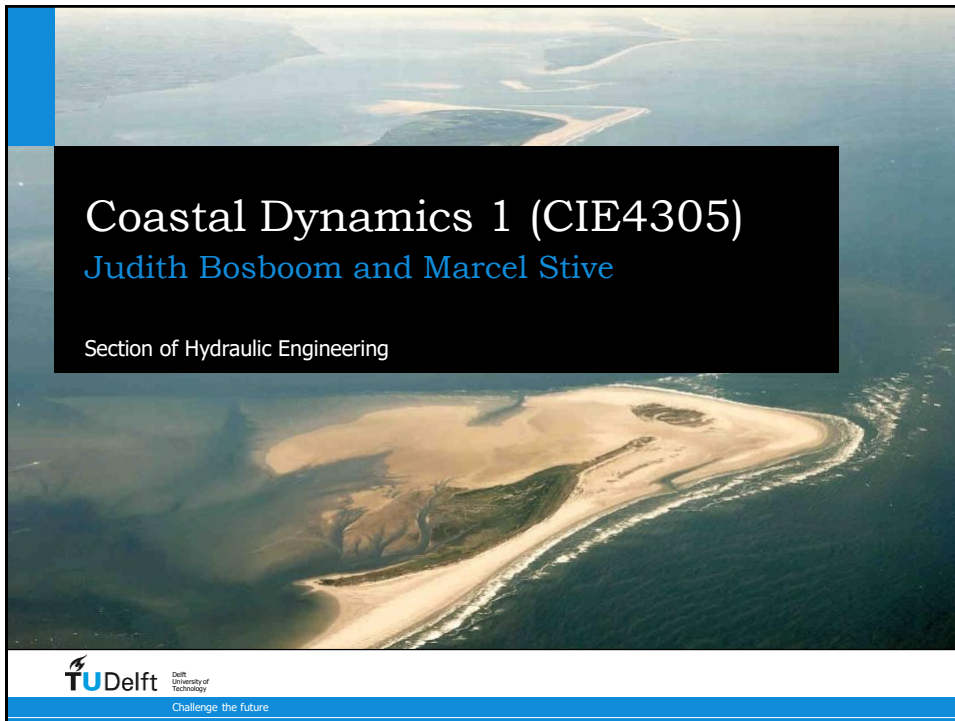 Coastal Dynamics 1 (CIE4305)
Judith Bosboom and Marcel Stive
Section of Hydraulic Engineering
TUDelft
Delft
University of
Technology
Challenge the future